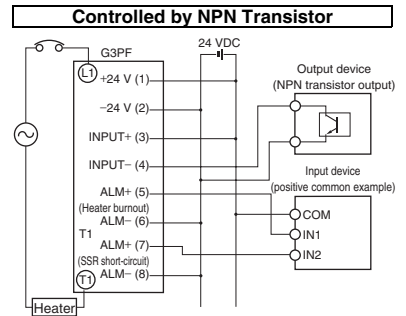 Controlled by NPN Transistor
G3PF
24 VDC
L1
+24 V (1)
−24 V (2)
INPUT+ (3)
INPUT− (4)
ALM+ (5)
(Heater burnout)
ALM− (6)
T1
ALM+ (7)
(SSR short-circuit)
T1
ALM− (8)
Heater
Output device
(NPN transistor output)
Input device
(positive common example)
COM
IN1
IN2